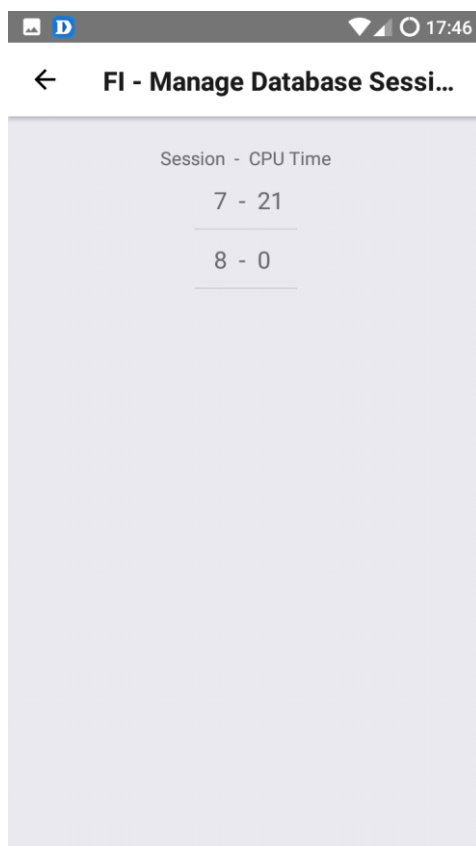 D 17:46
FI - Manage Database Sessi...
Session - CPU Time
7 - 21
8 - 0